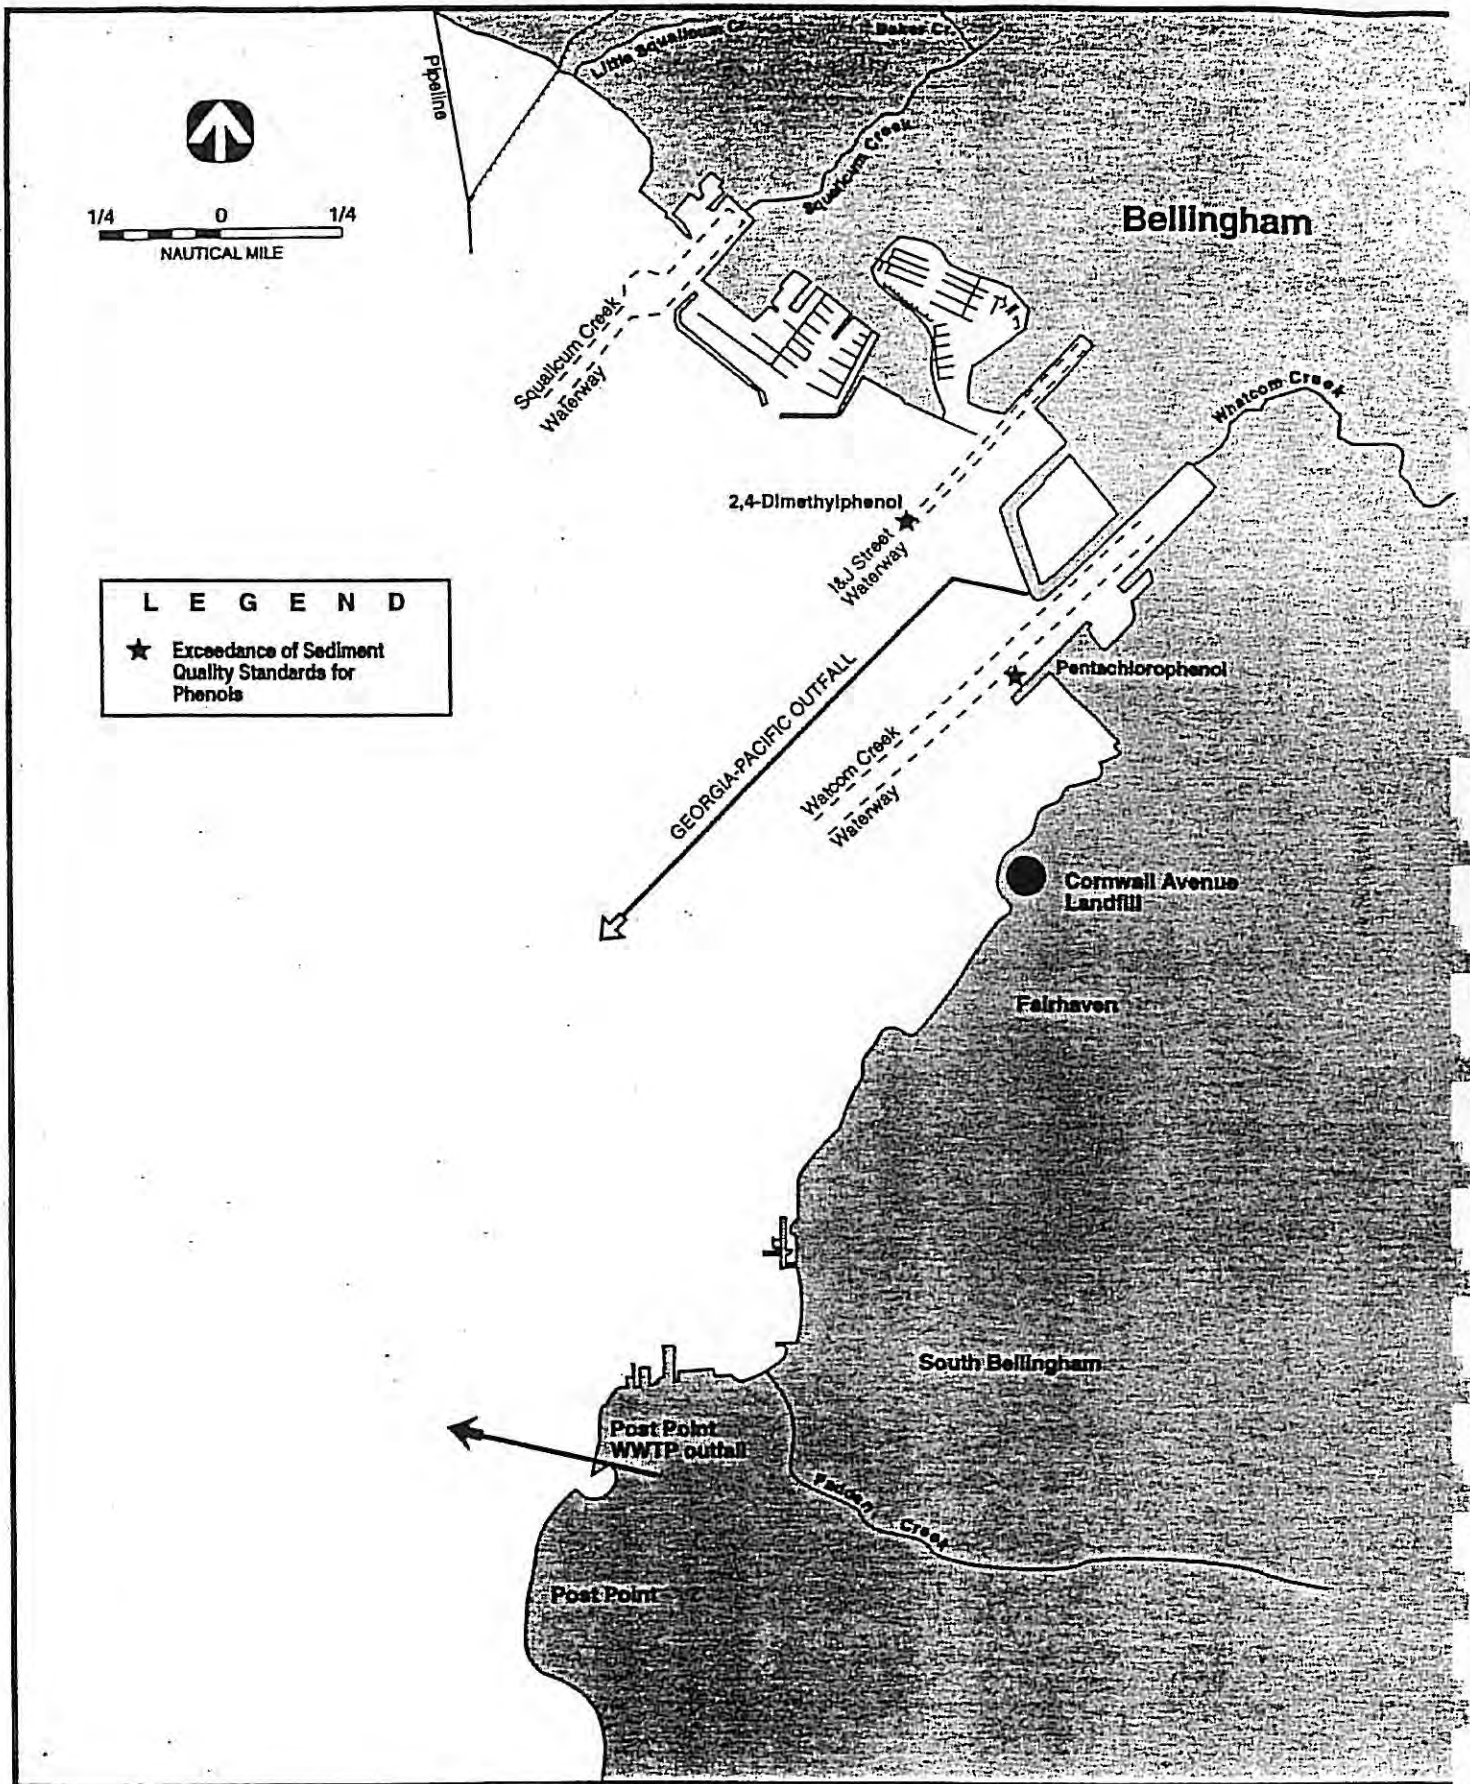 Little Squalicum Cr.
Baker Cr.
Pipeline
Squalicum Creek
Bellingham
1/4 0 1/4
NAUTICAL MILE
Squalicum Creek
Waterway
Whatcom Creek
2,4-Dimethylphenol
I&J Street
Waterway
L E G E N D
Exceedance of Sediment
Quality Standards for
Phenols
Pentachlorophenol
GEORGIA-PACIFIC OUTFALL
Watcom Creek
Waterway
Cornwall Avenue
Landfill
Fairhaven
South Bellingham
Post Point
WWTP outfall
Padden Creek
Post Point